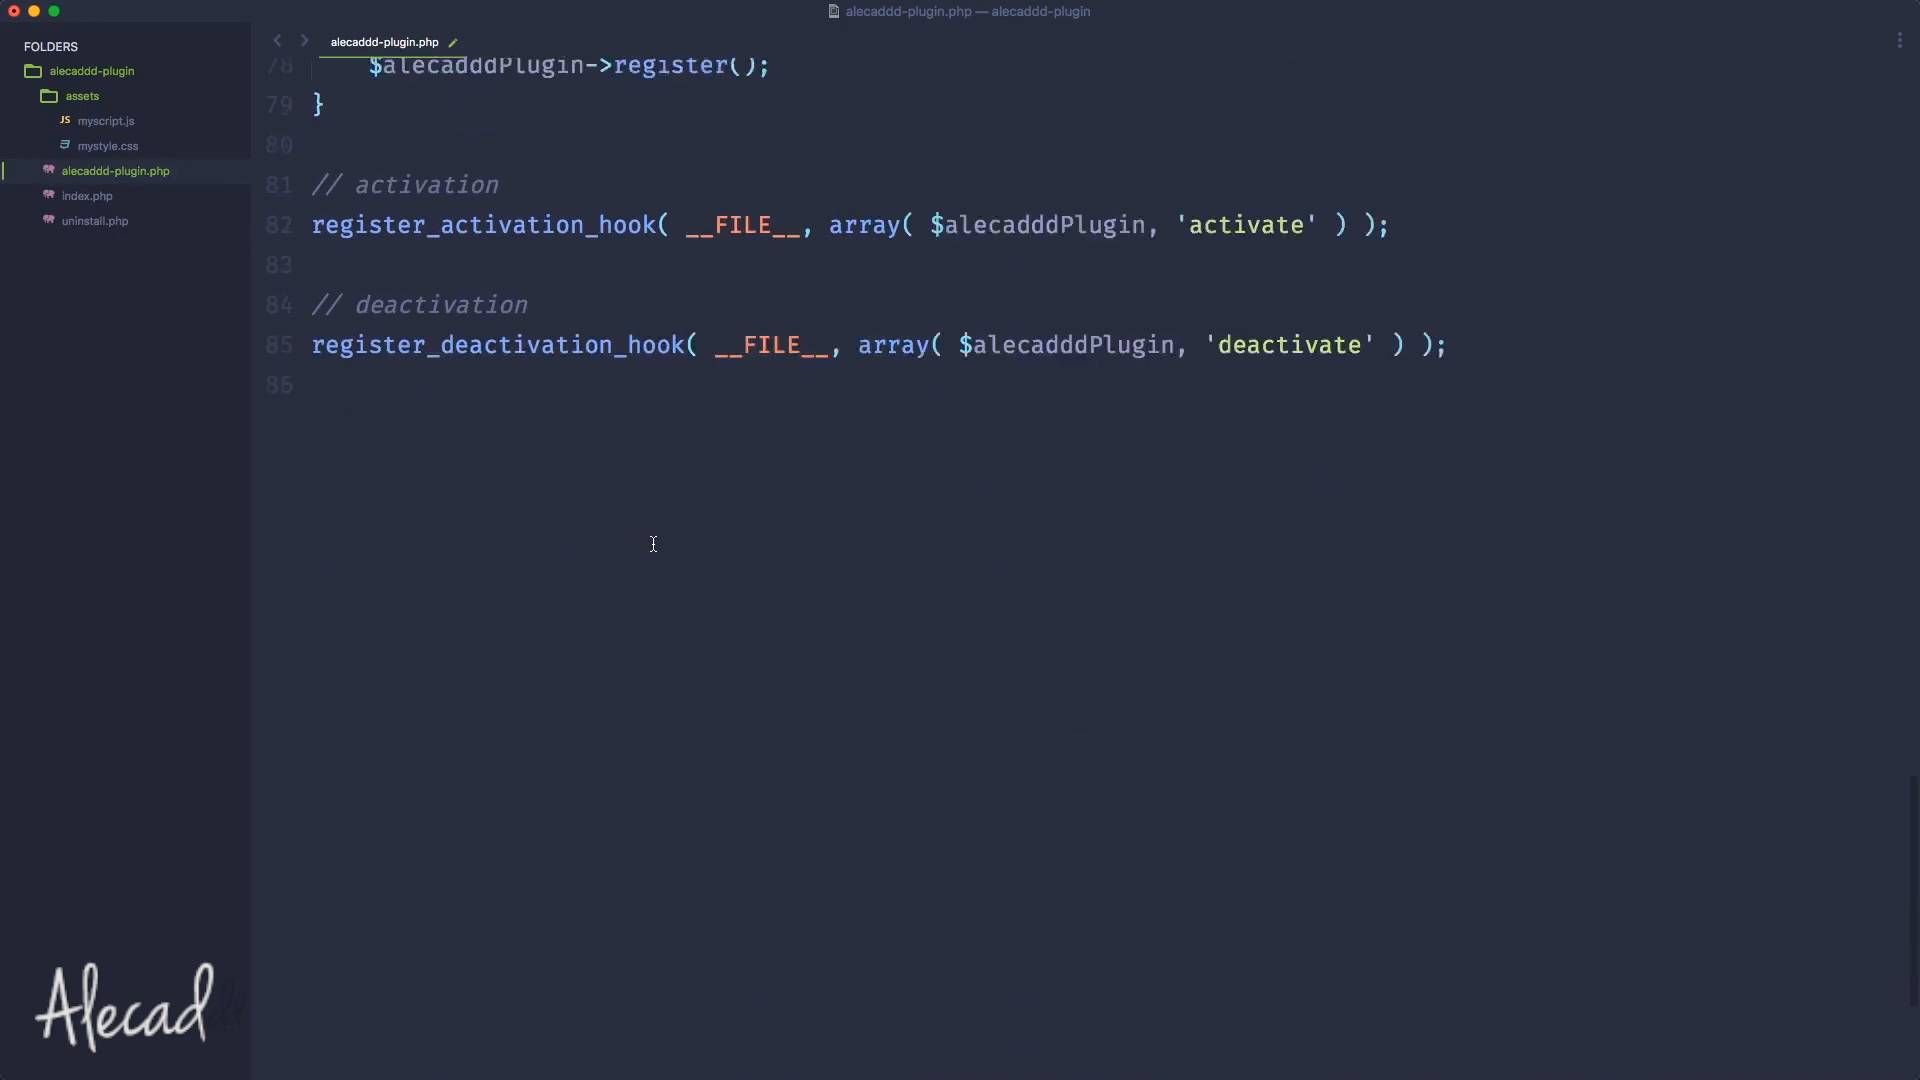 alecaddd-plugin.php — alecaddd-plugin
FOLDERS
alecaddd-plugin
assets
JS myscript.js
mystyle.css
alecaddd-plugin.php
index.php
uninstall.php
alecaddd-plugin.php
78 $alecadddPlugin->register();
79 }
80
81 // activation
82 register_activation_hook( __FILE__, array( $alecadddPlugin, 'activate' ) );
83
84 // deactivation
85 register_deactivation_hook( __FILE__, array( $alecadddPlugin, 'deactivate' ) );
86
Alecad